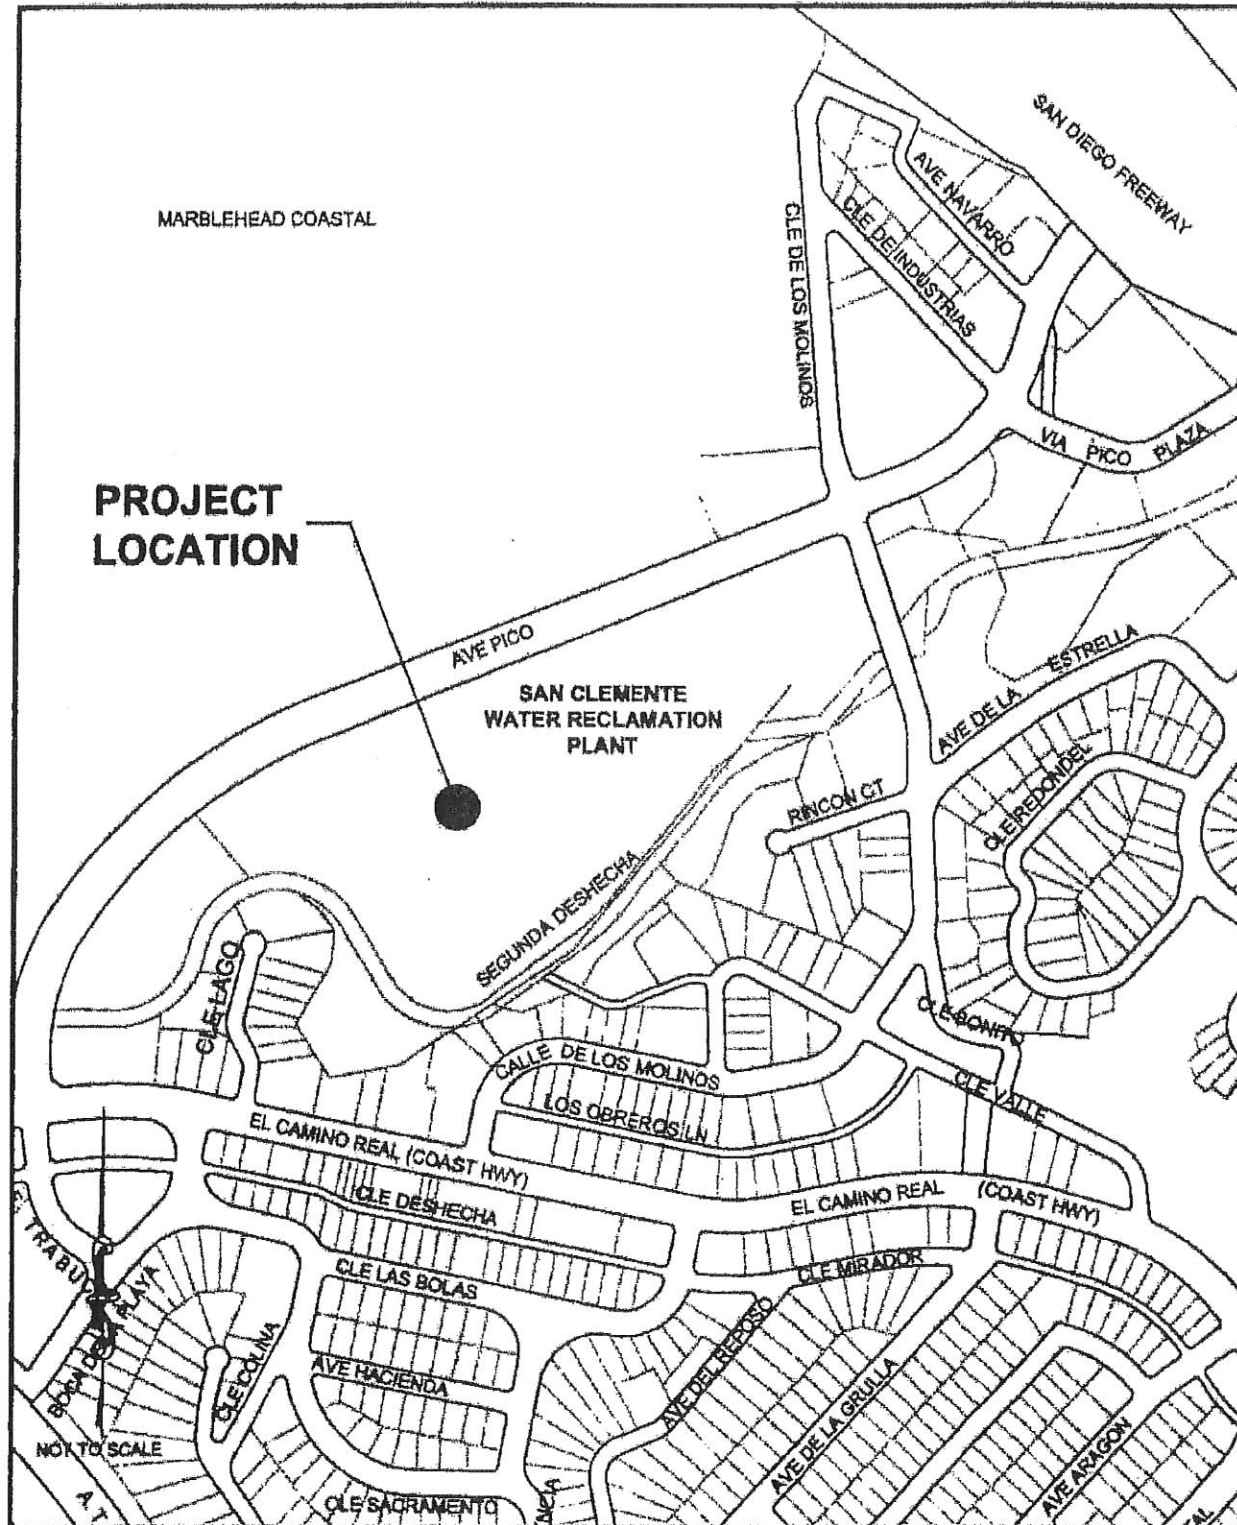 SAN DIEGO FREEWAY
MARBLEHEAD COASTAL
AVE NAVARRO
CLE DE INDUSTRIAS
CLE DE LOS MOLINOS
VIA PICO PLAZA
PROJECT
LOCATION
AVE PICO
SAN CLEMENTE
WATER RECLAMATION
PLANT
AVE DE LA ESTRELLA
CLE REDONDEL
RINCON CT
SEGUNDA DESHECHA
CLE LAGO
CLE BONITO
CALLE DE LOS MOLINOS
CLE VALLE
LOS OBREROS LN
EL CAMINO REAL (COAST HWY)
CLE DESHECHA
EL CAMINO REAL (COAST HWY)
CLE MIRADOR
CLE LAS BOLAS
AVE HACIENDA
CLE COLINA
AVE DEL REPOSO
AVE DE LA GRULLA
AVE ARAGON
PLAYA
NOT TO SCALE
A.T.
CLE SACRAMENTO